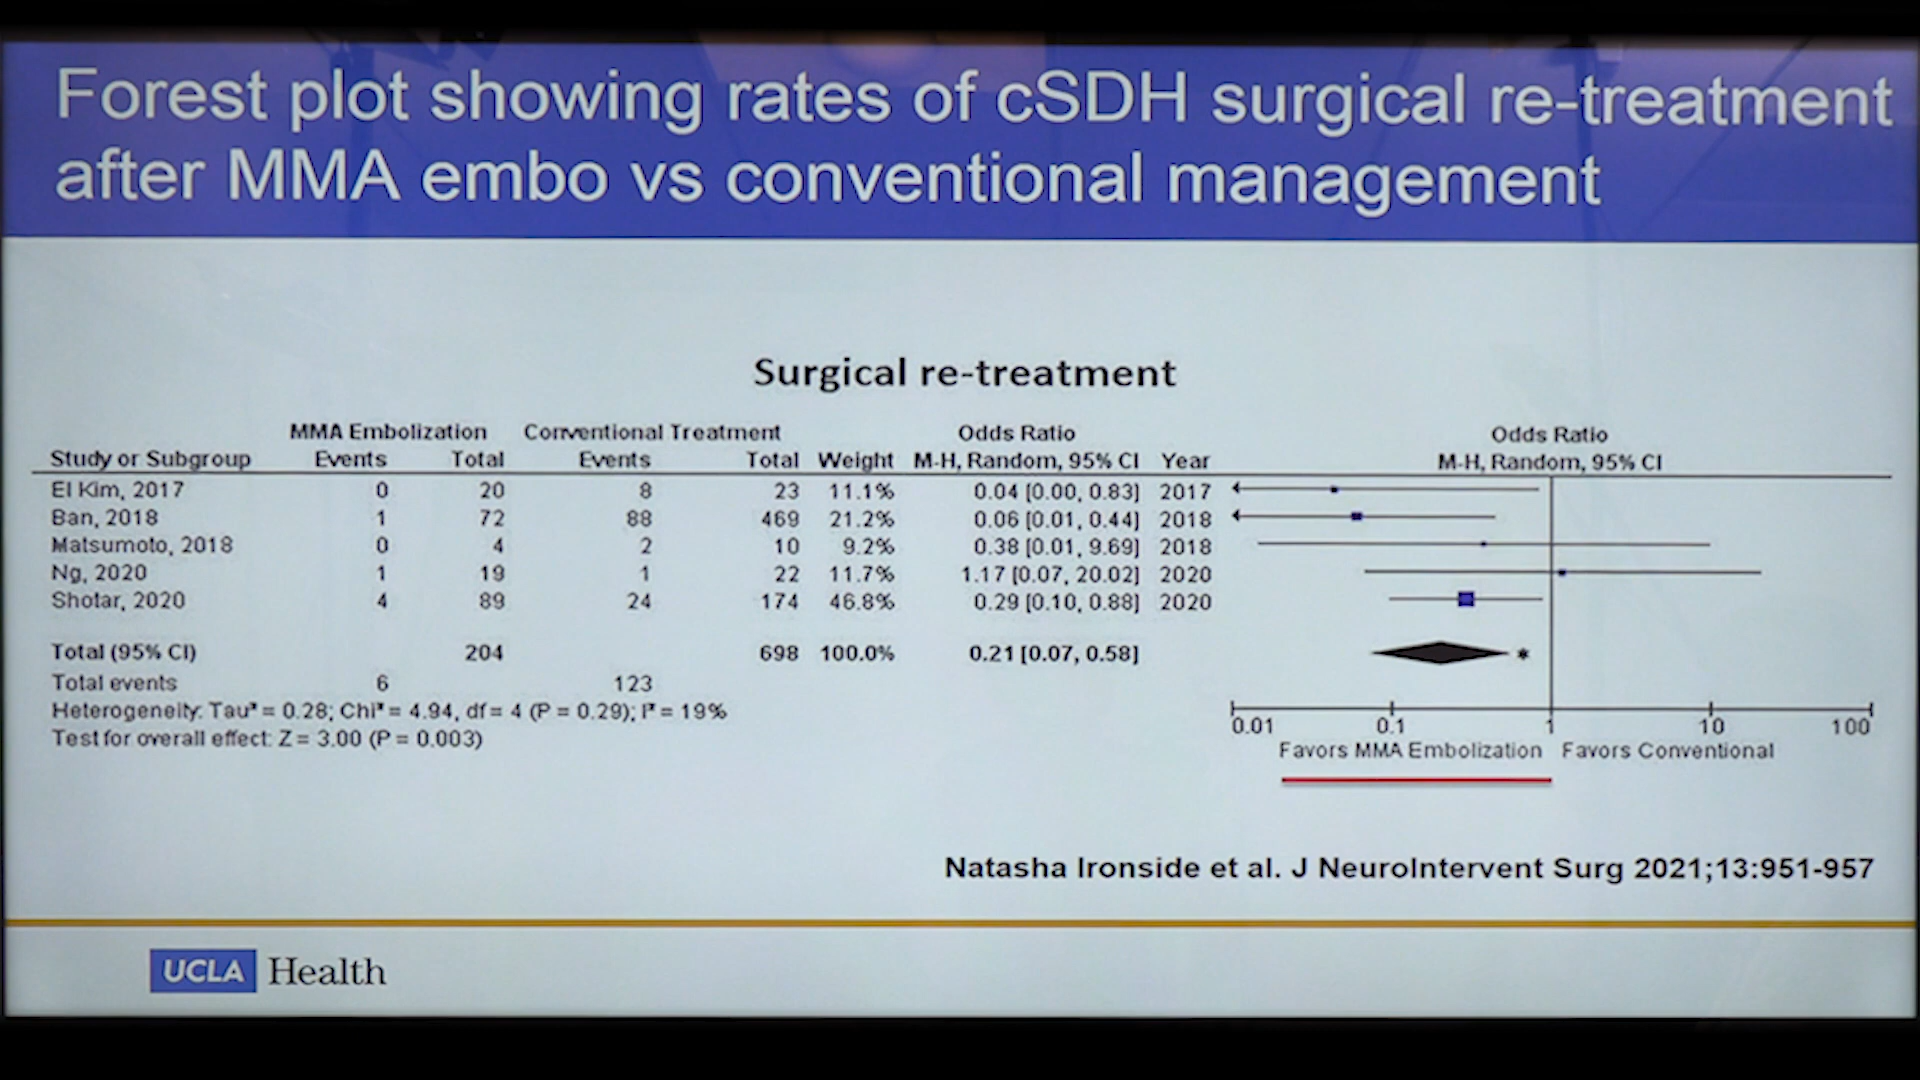 Forest plot showing rates of cSDH surgical re-treatment
after MMA embo vs conventional management
Surgical re-treatment
MMA Embolization Conventional Treatment Odds Ratio Odds Ratio
Study or Subgroup Events Total Events Total Weight M-H, Random, 95% CI Year M-H, Random, 95% CI
EI Kim, 2017 0 20 8 23 11.1% 0.04 [0.00, 0.83] 2017
Ban, 2018 1 72 88 469 21.2% 0.06 [0.01, 0.44] 2018
Matsumoto, 2018 0 4 2 10 9.2% 0.38 [0.01, 9.69] 2018
Ng, 2020 1 19 1 22 11.7% 1.17 [0.07, 20.02] 2020
Shotar, 2020 4 89 24 174 46.8% 0.29 [0.10, 0.88] 2020
Total (95% CI) 204 698 100.0% 0.21 [0.07, 0.58] *
Total events 6 123
Heterogeneity: Tau² = 0.28; Chi² = 4.94, df = 4 (P = 0.29); I² = 19%
Test for overall effect: Z = 3.00 (P = 0.003)
0.01 0.1 1 10 100
Favors MMA Embolization Favors Conventional
Natasha Ironside et al. J NeuroIntervent Surg 2021;13:951-957
UCLA Health